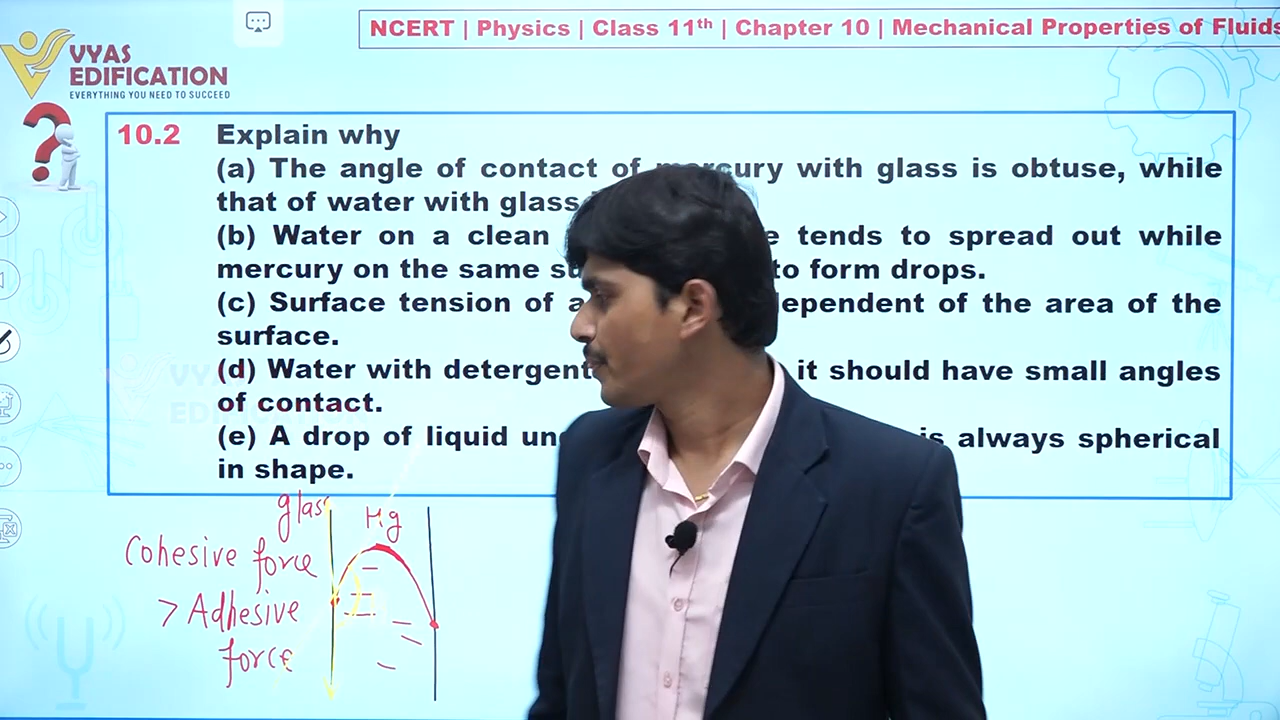 NCERT | Physics | Class 11th | Chapter 10 | Mechanical Properties of Fluids
VYAS
EDIFICATION
EVERYTHING YOU NEED TO SUCCEED
10.2 Explain why
(a) The angle of contact of mercury with glass is obtuse, while
that of water with glass
(b) Water on a clean tends to spread out while
mercury on the same to form drops.
(c) Surface tension of a dependent of the area of the
surface.
(d) Water with detergent it should have small angles
of contact.
(e) A drop of liquid is always spherical
in shape.
glass
Hg
Cohesive force
> Adhesive
force